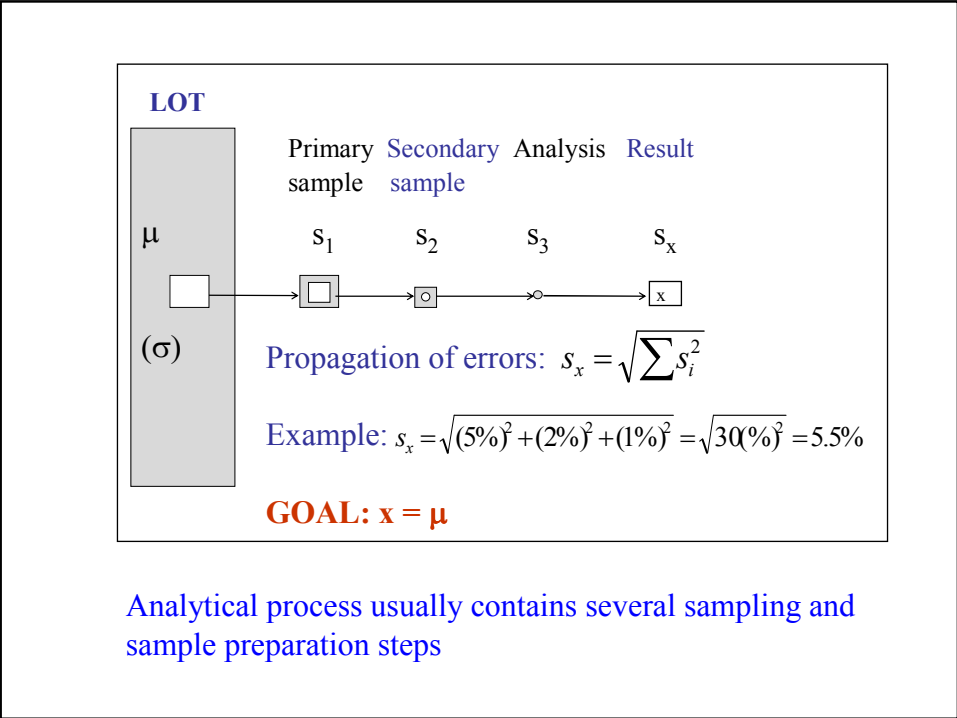 LOT
Primary Secondary Analysis Result
sample sample
μ s₁ s₂ s₃ sₓ
x
(σ)
Propagation of errors: sₓ = √∑sᵢ²
Example: sₓ = √(5%)² + (2%)² + (1%)² = √30(%)² = 5.5%
GOAL: x = μ
Analytical process usually contains several sampling and
sample preparation steps